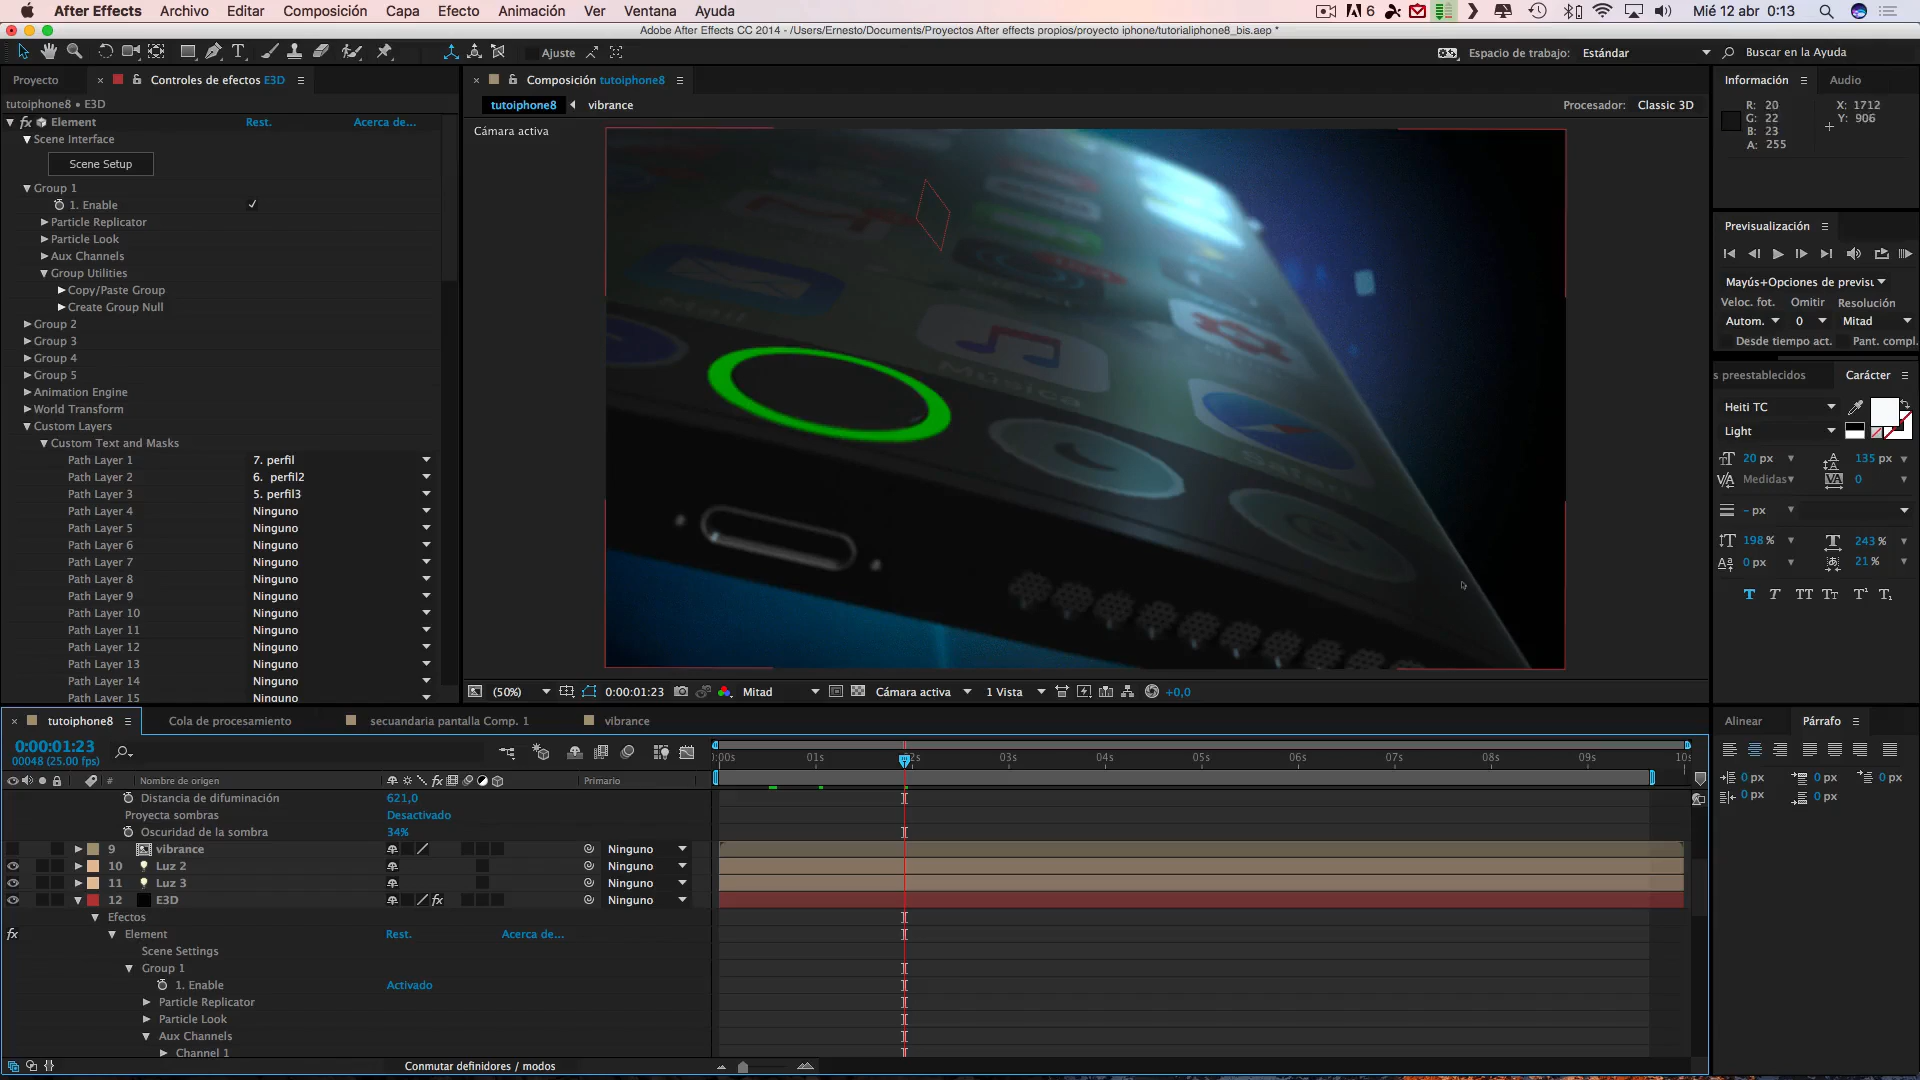 After Effects Archivo Editar Composición Capa Efecto Animación Ver Ventana Ayuda 6 Mié 12 abr 0:13
Adobe After Effects CC 2014 - /Users/Ernesto/Documents/Proyectos After effects propios/proyecto iphone/tutorialiphone8_bis.aep *
Ajuste Espacio de trabajo: Estándar Buscar en la Ayuda
Proyecto Controles de efectos E3D Composición tutoiphone8 Información Audio
tutoiphone8 • E3D tutoiphone8 vibrance Procesador: Classic 3D
R: 20 X: 1712
G: 22 Y: 906
B: 23
A: 255
Element Rest. Acerca de...
Cámara activa
Scene Interface
Scene Setup
Group 1
1. Enable
Particle Replicator
Particle Look
Aux Channels
Group Utilities
Copy/Paste Group
Create Group Null
Group 2
Group 3
Group 4
Group 5
Animation Engine
World Transform
Custom Layers
Custom Text and Masks
Path Layer 1 7. perfil
Path Layer 2 6. perfil2
Path Layer 3 5. perfil3
Path Layer 4 Ninguno
Path Layer 5 Ninguno
Path Layer 6 Ninguno
Path Layer 7 Ninguno
Path Layer 8 Ninguno
Path Layer 9 Ninguno
Path Layer 10 Ninguno
Path Layer 11 Ninguno
Path Layer 12 Ninguno
Path Layer 13 Ninguno
Path Layer 14 Ninguno
Path Layer 15 Ninguno
Mail
Música
Safari
Previsualización
Mayús+Opciones de previsu
Veloc. fot. Omitir Resolución
Autom. 0 Mitad
Desde tiempo act. Pant. compl.
s preestablecidos Carácter
Heiti TC
Light
20 px 135 px
Medidas 0
- px
198 % 243 %
0 px 21 %
T T TT Tt T¹ T₁
(50%) 0:00:01:23 Mitad Cámara activa 1 Vista +0,0
tutoiphone8 Cola de procesamiento secuandaria pantalla Comp. 1 vibrance
Alinear Párrafo
0 px 0 px 0 px
0 px 0 px
0:00:01:23
00048 (25.00 fps)
:00s 01s 2s 03s 04s 05s 06s 07s 08s 09s 10s
# Nombre de origen Primario
Distancia de difuminación 621,0
Proyecta sombras Desactivado
Oscuridad de la sombra 34%
9 vibrance Ninguno
10 Luz 2 Ninguno
11 Luz 3 Ninguno
12 E3D Ninguno
Efectos
Element Rest. Acerca de...
Scene Settings
Group 1
1. Enable Activado
Particle Replicator
Particle Look
Aux Channels
Channel 1
Conmutar definidores / modos